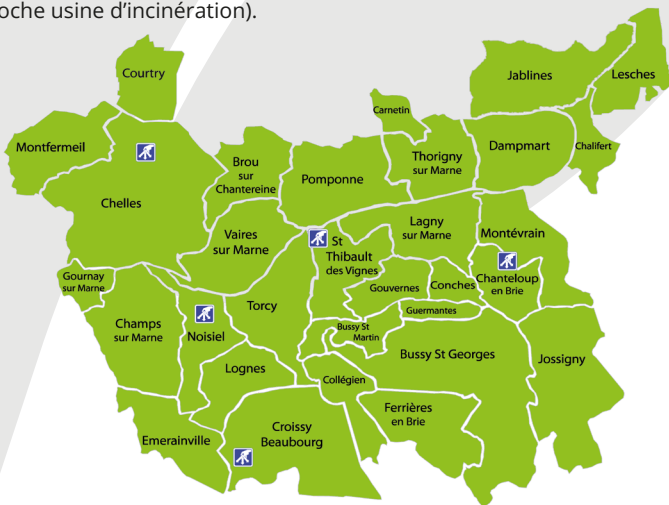 oche usine d’incinération).
Courtry
Jablines
Lesches
Carnetin
Montfermeil
Brou
sur
Chantereine
Pomponne
Thorigny
sur Marne
Dampmart
Chalifert
Chelles
Vaires
sur Marne
St
Thibault
des Vignes
Lagny
sur Marne
Montévrain
Gournay
sur Marne
Gouvernes
Conches
Chanteloup
en Brie
Champs
sur Marne
Noisiel
Torcy
Guermantes
Bussy St
Martin
Bussy St Georges
Jossigny
Lognes
Collégien
Ferrières
en Brie
Emerainville
Croissy
Beaubourg